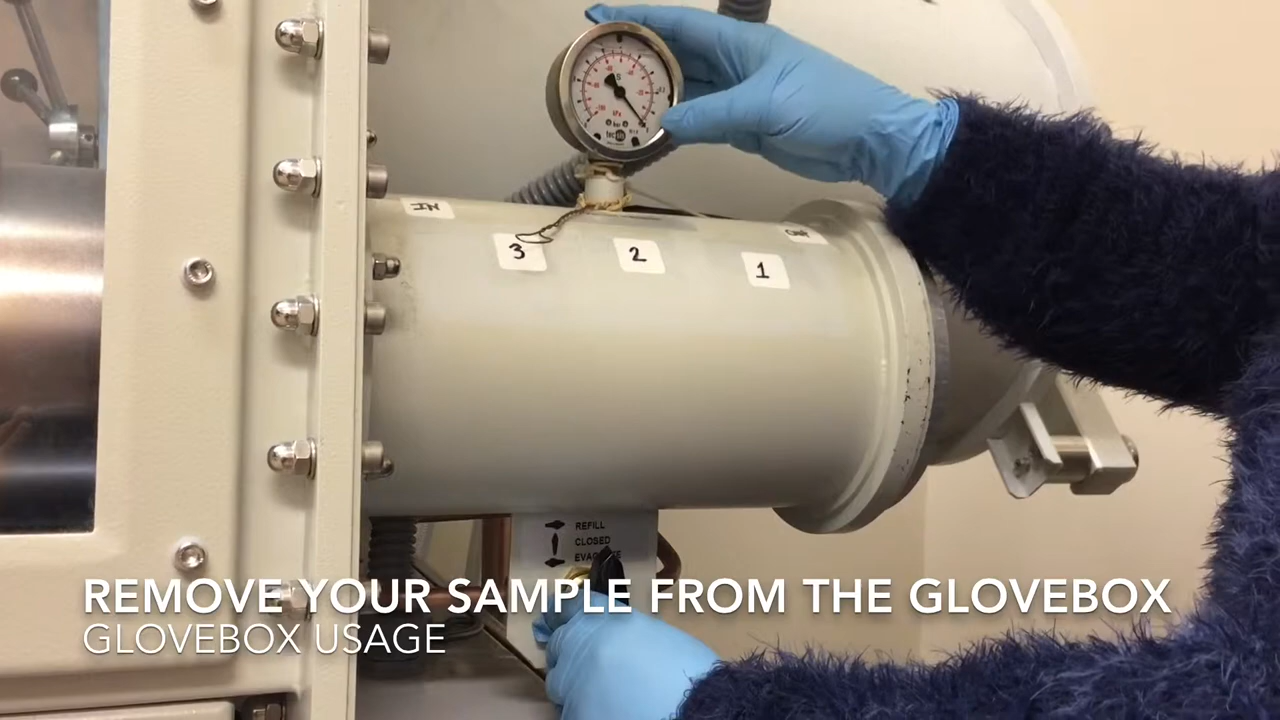 IN
3
2
1
REFILL
CLOSED
REMOVE YOUR SAMPLE FROM THE GLOVEBOX
GLOVEBOX USAGE